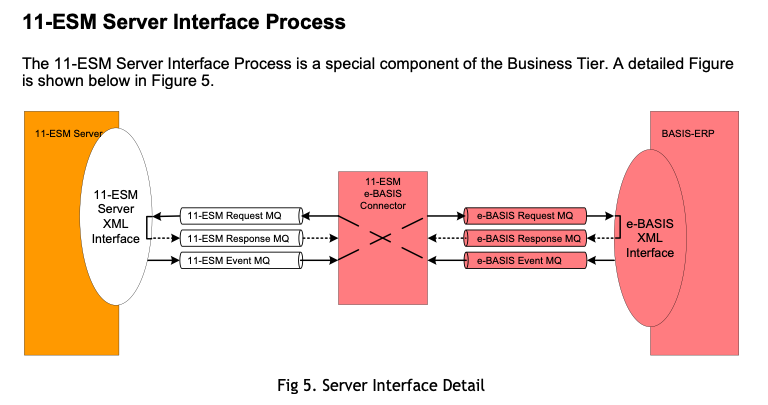 11-ESM Server Interface Process
The 11-ESM Server Interface Process is a special component of the Business Tier. A detailed Figure
is shown below in Figure 5.
11-ESM Server
BASIS-ERP
11-ESM
Server
XML
Interface
11-ESM Request MQ
11-ESM Response MQ
11-ESM Event MQ
11-ESM
e-BASIS
Connector
e-BASIS Request MQ
e-BASIS Response MQ
e-BASIS Event MQ
e-BASIS
XML
Interface
Fig 5. Server Interface Detail